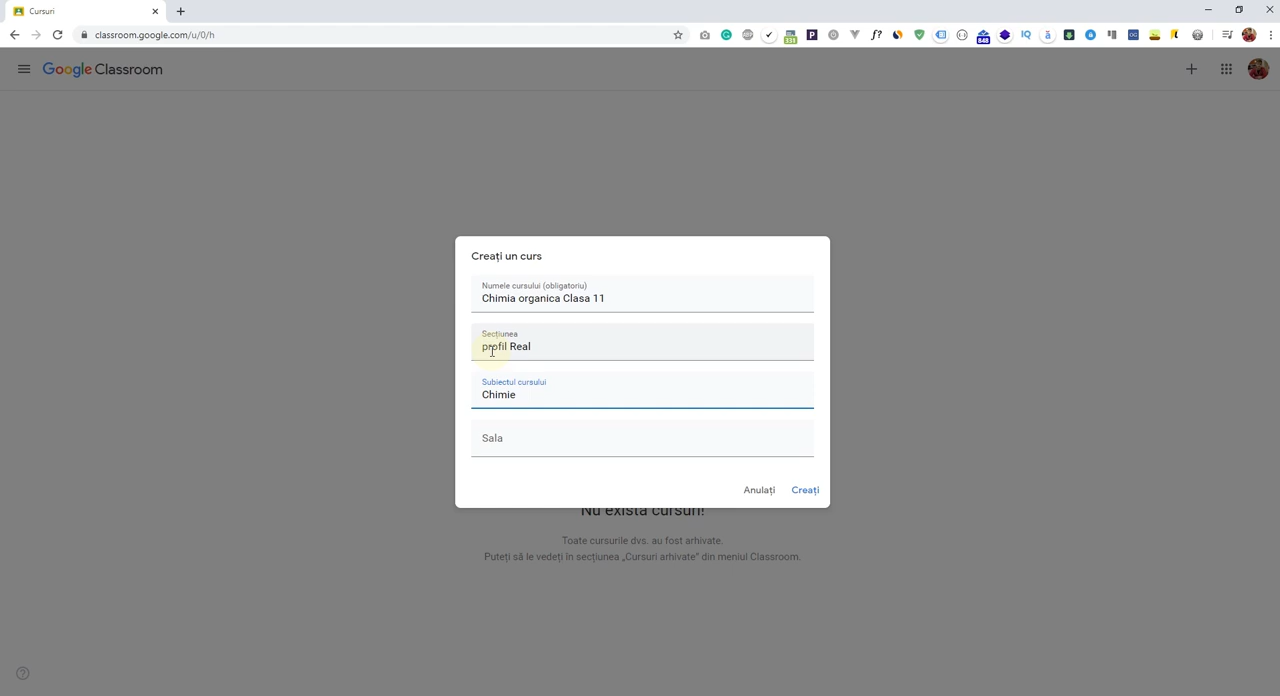 Cursuri
classroom.google.com/u/0/h
Google Classroom
Creați un curs
Numele cursului (obligatoriu)
Chimia organica Clasa 11
Secțiunea
profil Real
Subiectul cursului
Chimie
Sala
Anulați
Creați
Nu există cursuri!
Toate cursurile dvs. au fost arhivate.
Puteți să le vedeți în secțiunea „Cursuri arhivate” din meniul Classroom.